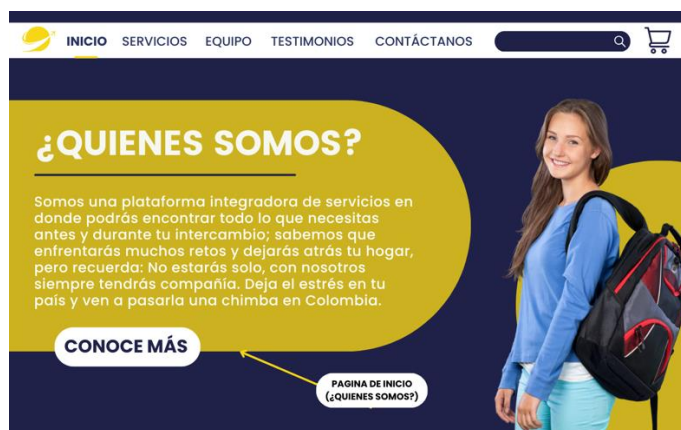 INICIO SERVICIOS EQUIPO TESTIMONIOS CONTÁCTANOS
¿QUIENES SOMOS?
Somos una plataforma integradora de servicios en
donde podrás encontrar todo lo que necesitas
antes y durante tu intercambio; sabemos que
enfrentarás muchos retos y dejarás atrás tu hogar,
pero recuerda: No estarás solo, con nosotros
siempre tendrás compañía. Deja el estrés en tu
país y ven a pasarla una chimba en Colombia.
CONOCE MÁS
PAGINA DE INICIO
(¿QUIENES SOMOS?)